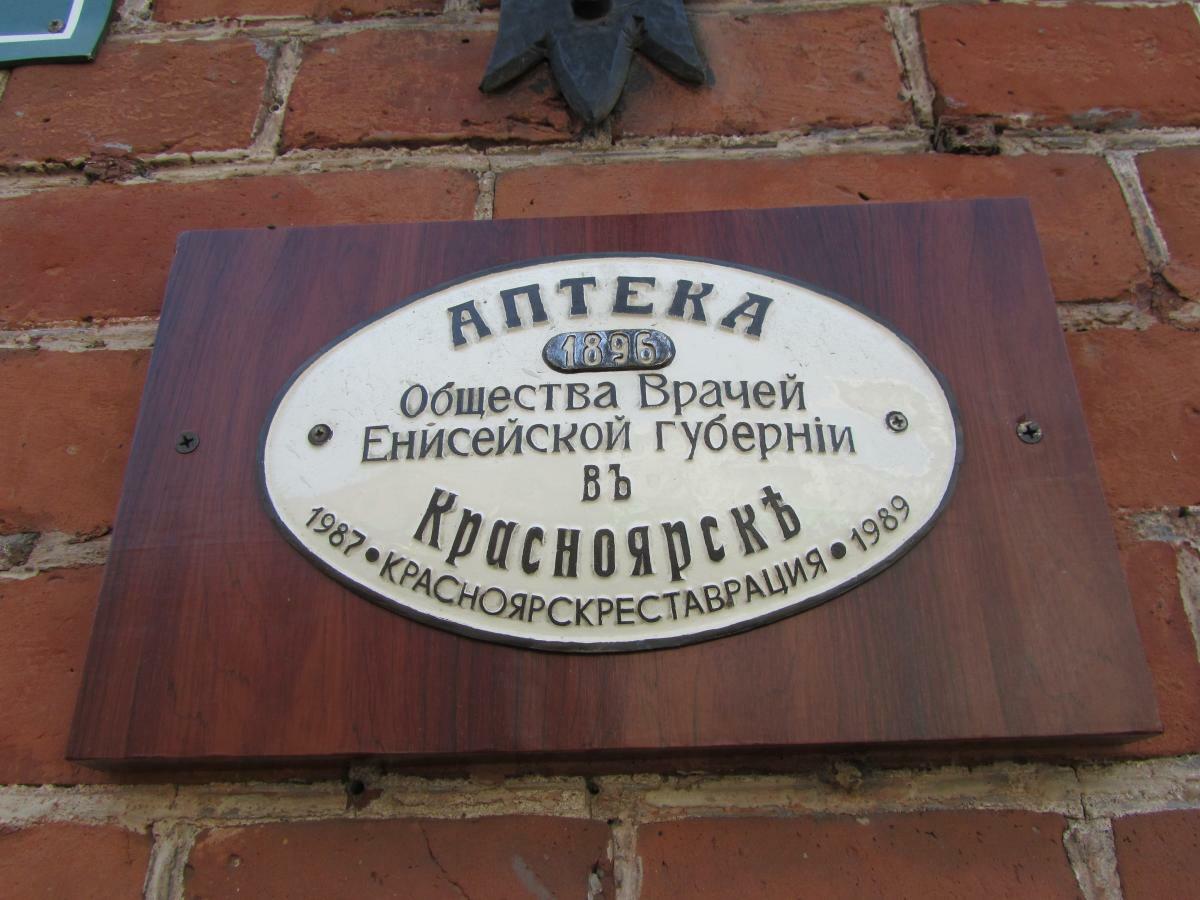 АПТЕКА
1896
Общества Врачей
Енисейской губернiи
въ
Красноярскѣ
1987•КРАСНОЯРСКРЕСТАВРАЦИЯ•1989